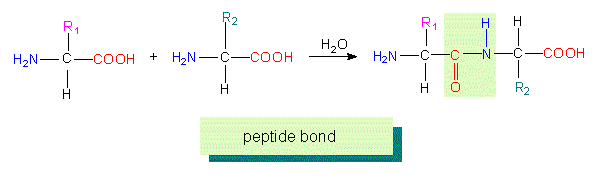 R1 R2 R1 H H
H2N C COOH + H2N C COOH H2O H2N C C N C COOH
H H H O R2
peptide bond